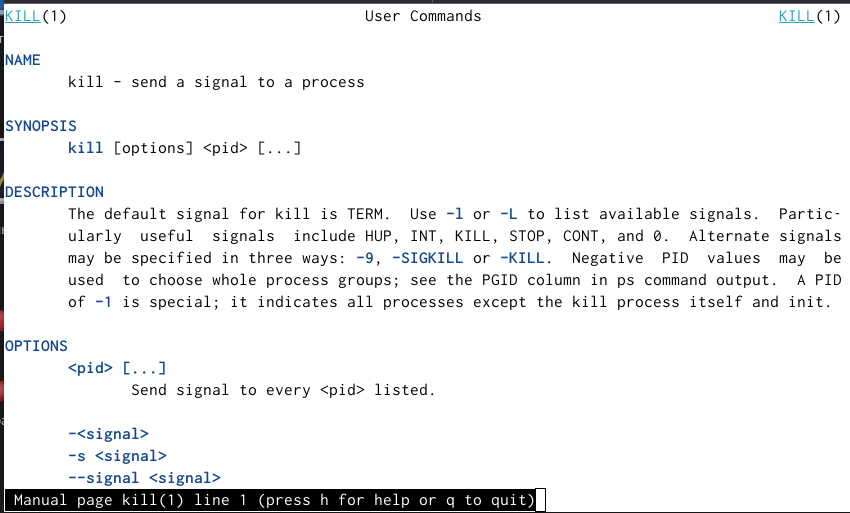 KILL(1) User Commands KILL(1)
NAME
kill - send a signal to a process
SYNOPSIS
kill [options] <pid> [...]
DESCRIPTION
The default signal for kill is TERM. Use -l or -L to list available signals. Partic-
ularly useful signals include HUP, INT, KILL, STOP, CONT, and 0. Alternate signals
may be specified in three ways: -9, -SIGKILL or -KILL. Negative PID values may be
used to choose whole process groups; see the PGID column in ps command output. A PID
of -1 is special; it indicates all processes except the kill process itself and init.
OPTIONS
<pid> [...]
Send signal to every <pid> listed.
-<signal>
-s <signal>
--signal <signal>
Manual page kill(1) line 1 (press h for help or q to quit)